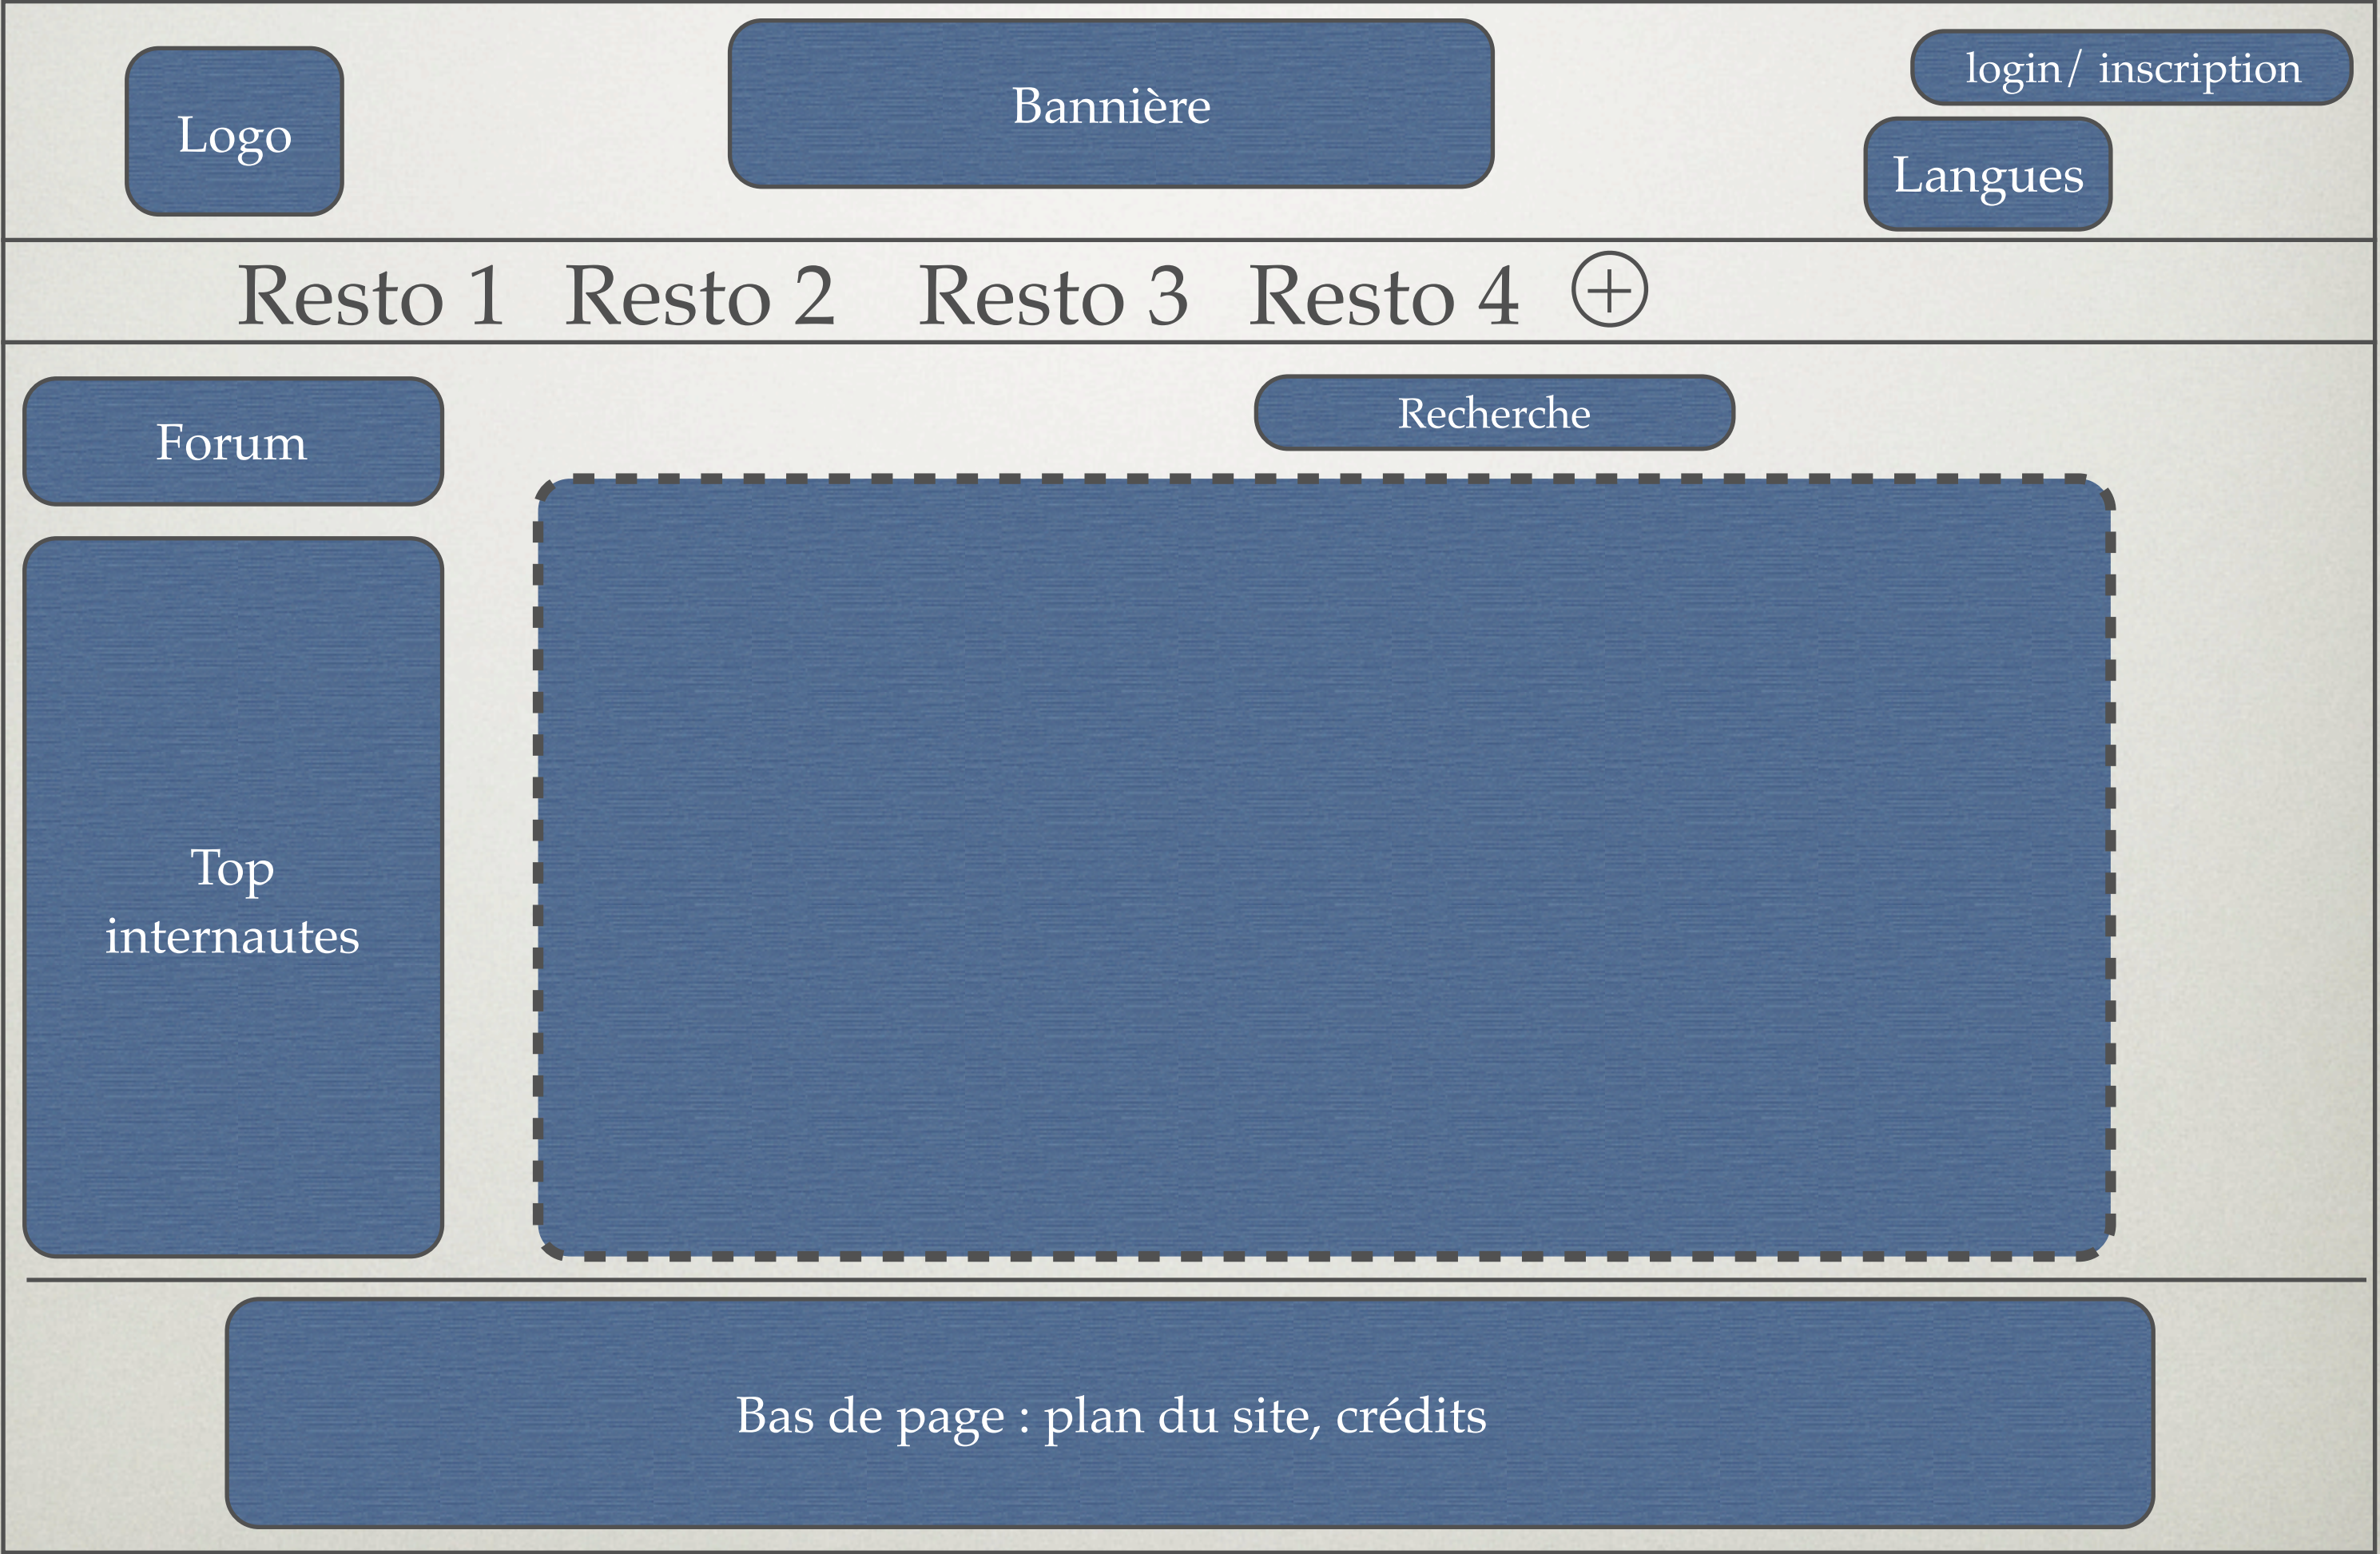 Logo
Bannière
login/ inscription
Langues
Resto 1 Resto 2 Resto 3 Resto 4 +
Forum
Recherche
Top
internautes
Bas de page : plan du site, crédits